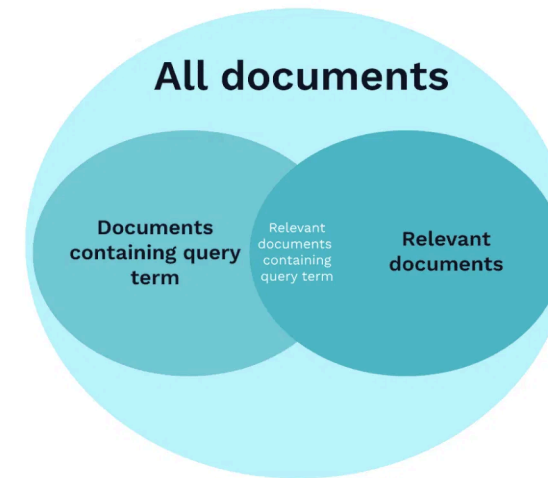 All documents
Documents
containing query
term
Relevant
documents
containing
query term
Relevant
documents